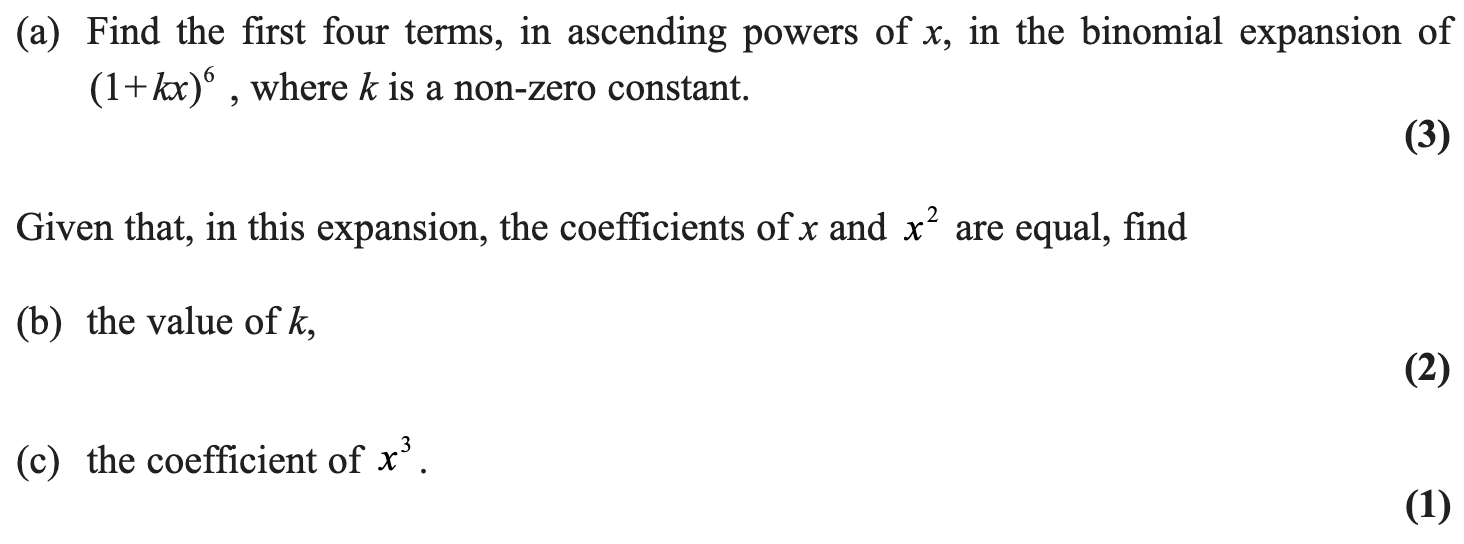 (a) Find the first four terms, in ascending powers of x, in the binomial expansion of
(1+kx)⁶ , where k is a non-zero constant.
(3)
Given that, in this expansion, the coefficients of x and x² are equal, find
(b) the value of k,
(2)
(c) the coefficient of x³ .
(1)